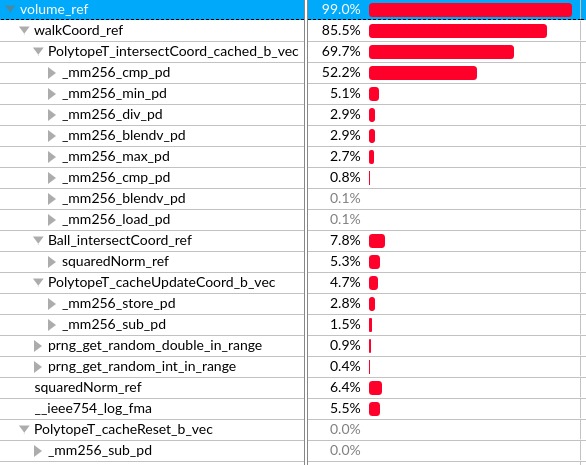 volume_ref 99.0%
walkCoord_ref 85.5%
PolytopeT_intersectCoord_cached_b_vec 69.7%
_mm256_cmp_pd 52.2%
_mm256_min_pd 5.1%
_mm256_div_pd 2.9%
_mm256_blendv_pd 2.9%
_mm256_max_pd 2.7%
_mm256_cmp_pd 0.8%
_mm256_blendv_pd 0.1%
_mm256_load_pd 0.1%
Ball_intersectCoord_ref 7.8%
squaredNorm_ref 5.3%
PolytopeT_cacheUpdateCoord_b_vec 4.7%
_mm256_store_pd 2.8%
_mm256_sub_pd 1.5%
prng_get_random_double_in_range 0.9%
prng_get_random_int_in_range 0.4%
squaredNorm_ref 6.4%
__ieee754_log_fma 5.5%
PolytopeT_cacheReset_b_vec 0.0%
_mm256_sub_pd 0.0%